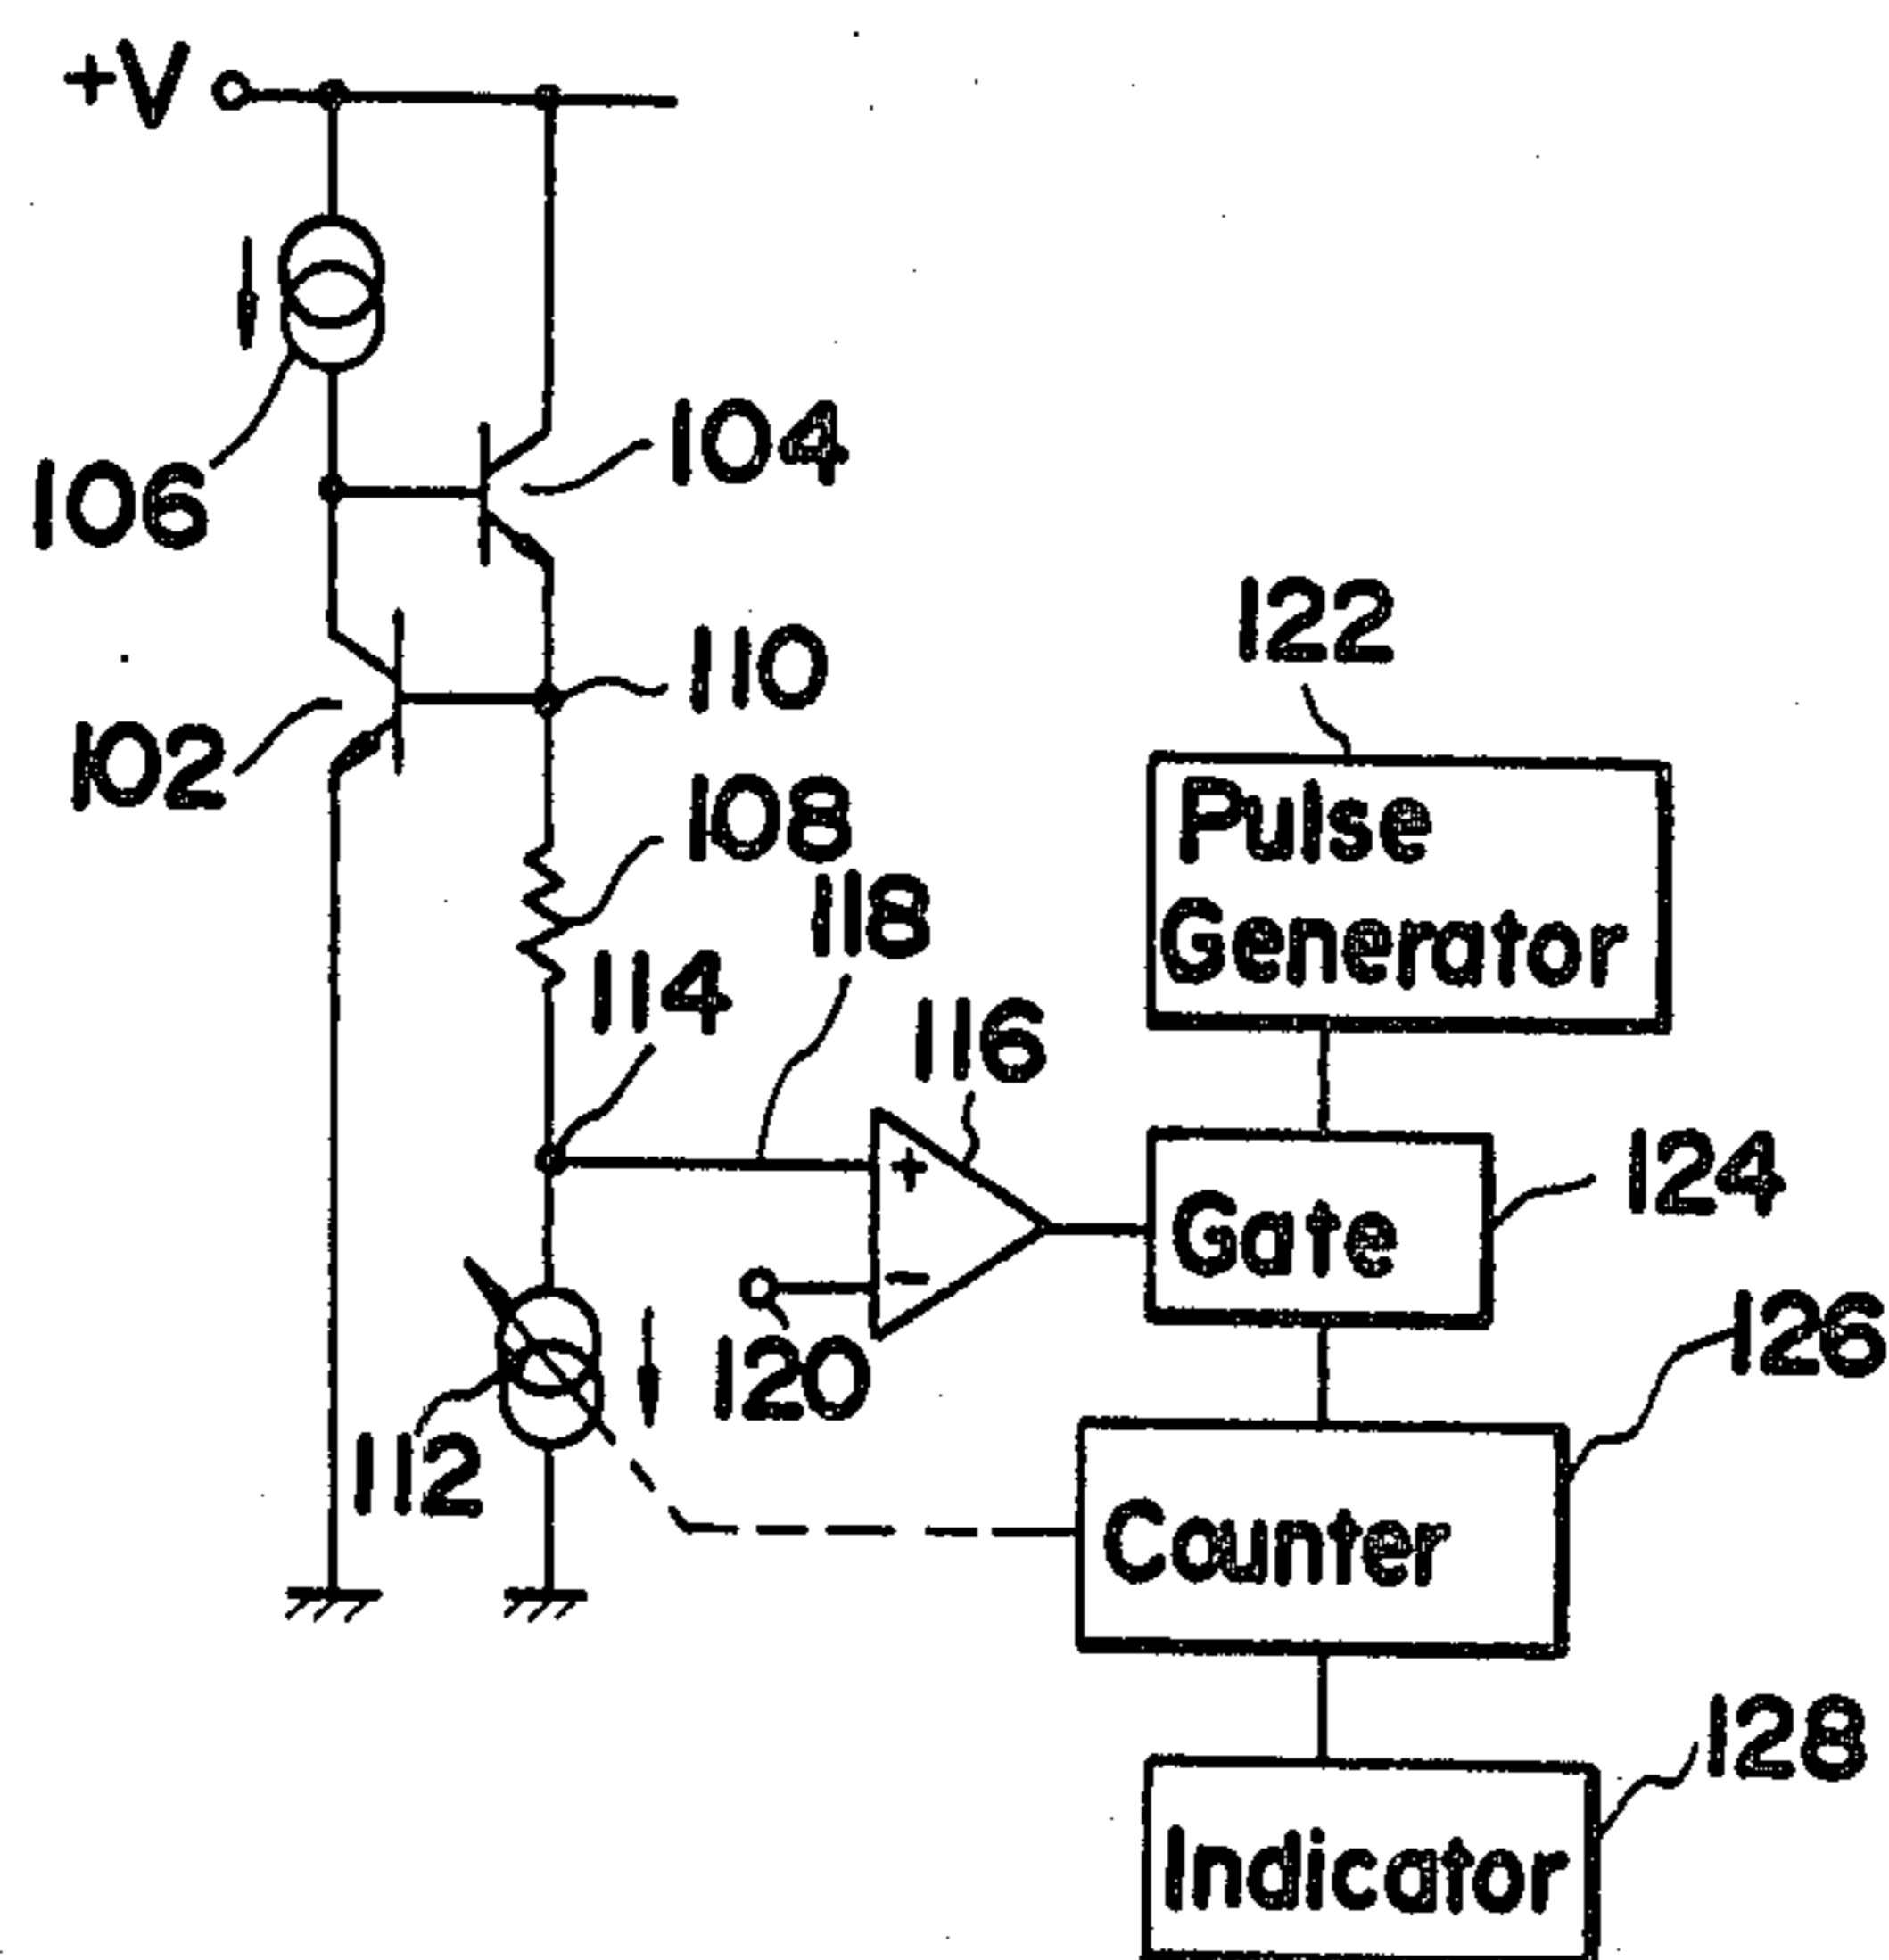 +V
104
106
110
122
102
108
Pulse
Generator
118
114
116
+
124
Gate
-
120
126
112
Counter
128
Indicator